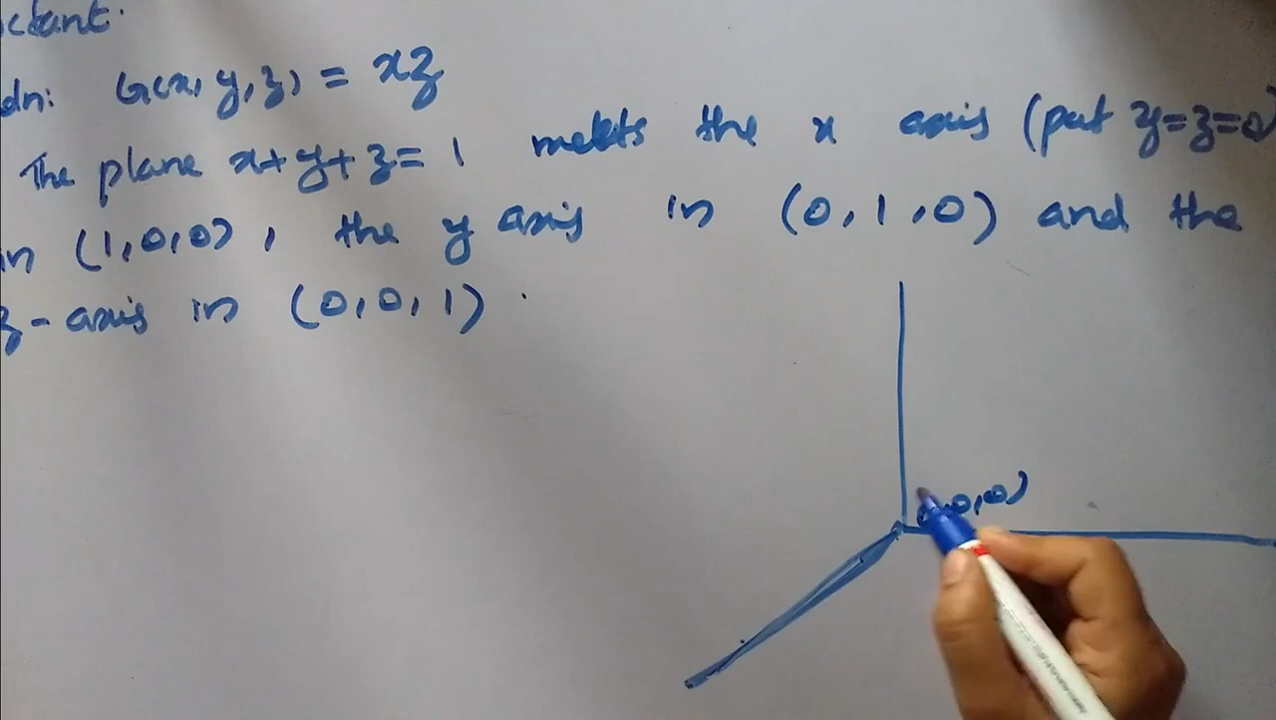 ctant.
dn: G(x, y, z) = xz
The plane x+y+z=1 meets the x axis (put y=z=0)
in (1,0,0), the y axis in (0,1,0) and the
z-axis in (0,0,1).
0,0)